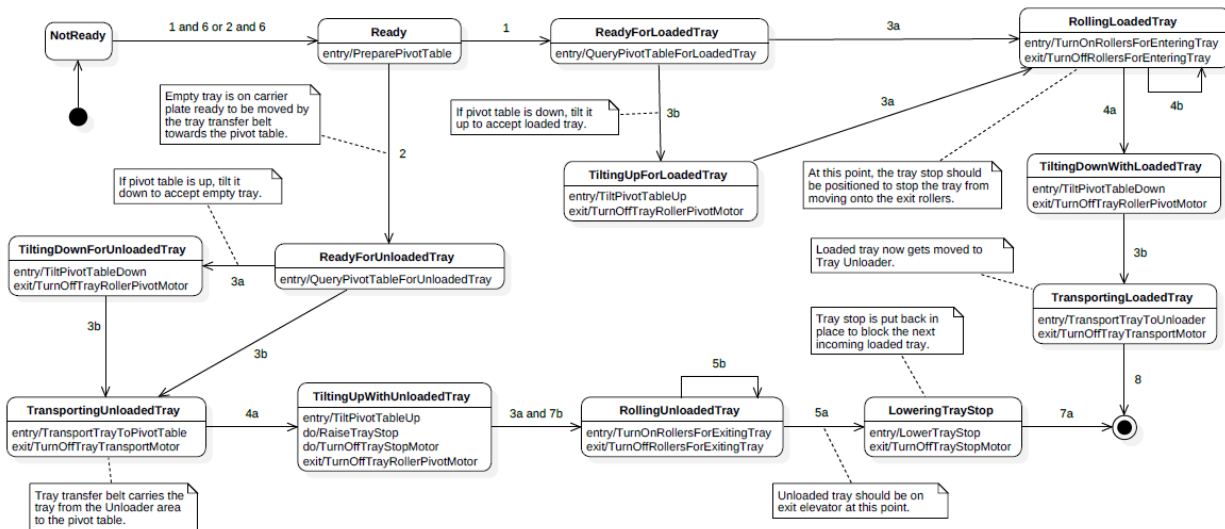 NotReady
1 and 6 or 2 and 6
Ready
entry/PreparePivotTable
1
ReadyForLoadedTray
entry/QueryPivotTableForLoadedTray
3a
RollingLoadedTray
entry/TurnOnRollersForEnteringTray
exit/TurnOffRollersForEnteringTray
Empty tray is on carrier
plate ready to be moved by
the tray transfer belt
towards the pivot table.
2
If pivot table is down, tilt it
up to accept loaded tray.
3b
3a
4a
4b
TiltingUpForLoadedTray
entry/TiltPivotTableUp
exit/TurnOffTrayRollerPivotMotor
At this point, the tray stop should
be positioned to stop the tray from
moving onto the exit rollers.
TiltingDownWithLoadedTray
entry/TiltPivotTableDown
exit/TurnOffTrayRollerPivotMotor
If pivot table is up, tilt it
down to accept empty tray.
TiltingDownForUnloadedTray
entry/TiltPivotTableDown
exit/TurnOffTrayRollerPivotMotor
3a
ReadyForUnloadedTray
entry/QueryPivotTableForUnloadedTray
Loaded tray now gets moved to
Tray Unloader.
3b
TransportingLoadedTray
entry/TransportTrayToUnloader
exit/TurnOffTrayTransportMotor
3b
3b
Tray stop is put back in
place to block the next
incoming loaded tray.
8
TransportingUnloadedTray
entry/TransportTrayToPivotTable
exit/TurnOffTrayTransportMotor
4a
TiltingUpWithUnloadedTray
entry/TiltPivotTableUp
do/RaiseTrayStop
do/TurnOffTrayStopMotor
exit/TurnOffTrayRollerPivotMotor
3a and 7b
5b
RollingUnloadedTray
entry/TurnOnRollersForExitingTray
exit/TurnOffRollersForExitingTray
5a
LoweringTrayStop
entry/LowerTrayStop
exit/TurnOffTrayStopMotor
7a
Tray transfer belt carries the
tray from the Unloader area
to the pivot table.
Unloaded tray should be on
exit elevator at this point.